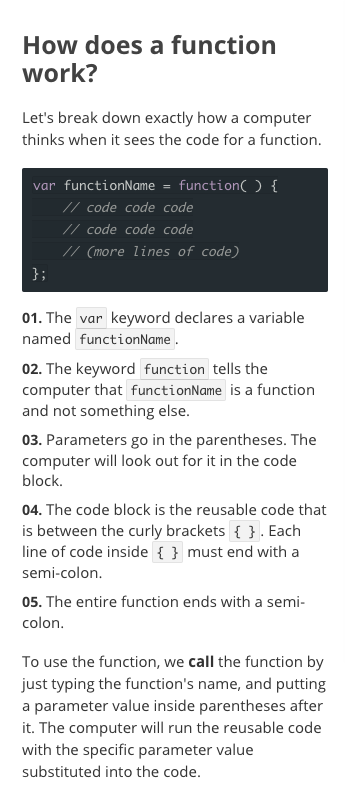 How does a function
work?
Let's break down exactly how a computer
thinks when it sees the code for a function.
var functionName = function( ) {
    // code code code
    // code code code
    // (more lines of code)
};
01. The var keyword declares a variable
named functionName.
02. The keyword function tells the
computer that functionName is a function
and not something else.
03. Parameters go in the parentheses. The
computer will look out for it in the code
block.
04. The code block is the reusable code that
is between the curly brackets { }. Each
line of code inside { } must end with a
semi-colon.
05. The entire function ends with a semi-
colon.
To use the function, we call the function by
just typing the function's name, and putting
a parameter value inside parentheses after
it. The computer will run the reusable code
with the specific parameter value
substituted into the code.